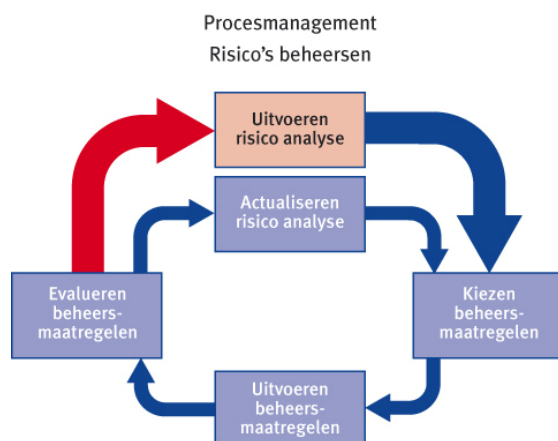 Procesmanagement
Risico's beheersen
Uitvoeren
risico analyse
Actualiseren
risico analyse
Evalueren
beheers-
maatregelen
Kiezen
beheers-
maatregelen
Uitvoeren
beheers-
maatregelen